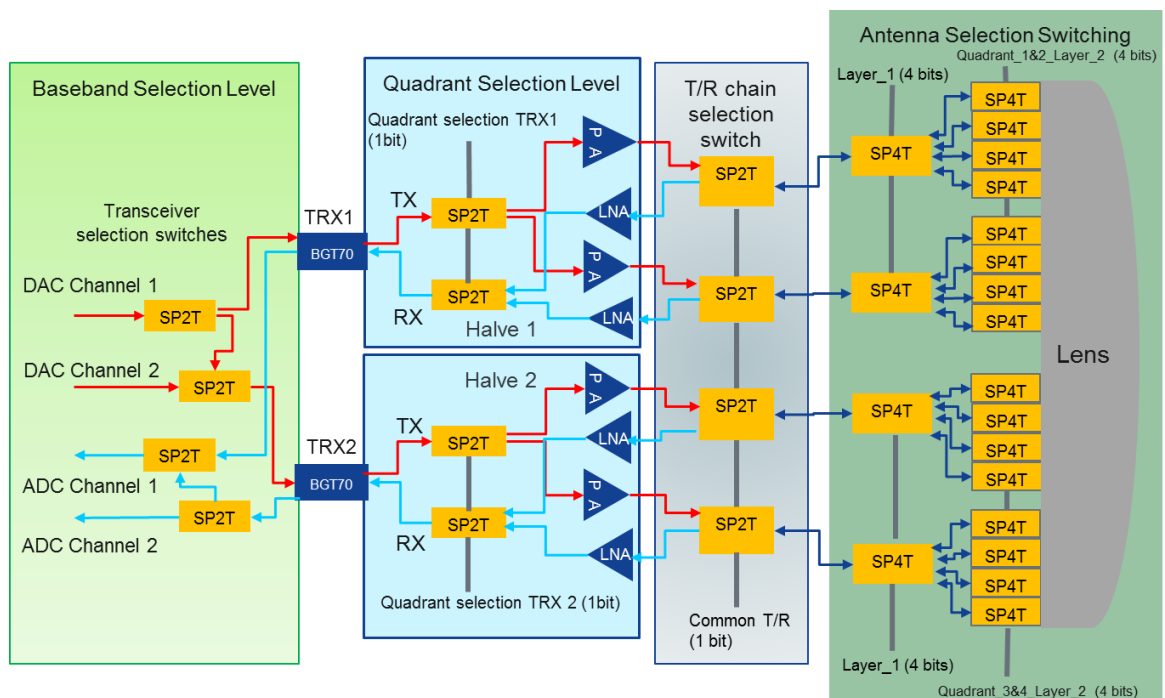 Baseband Selection Level
Transceiver
selection switches
DAC Channel 1
SP2T
DAC Channel 2
SP2T
SP2T
ADC Channel 1
SP2T
ADC Channel 2
TRX1
BGT70
TRX2
BGT70
Quadrant Selection Level
Quadrant selection TRX1
(1bit)
P
A
TX
SP2T
LNA
P
A
SP2T
RX
LNA
Halve 1
Halve 2
P
A
TX
SP2T
LNA
P
A
SP2T
RX
LNA
Quadrant selection TRX 2 (1bit)
T/R chain
selection
switch
SP2T
SP2T
SP2T
SP2T
Common T/R
(1 bit)
Antenna Selection Switching
Quadrant_1&2_Layer_2 (4 bits)
Layer_1 (4 bits)
SP4T
SP4T
SP4T
SP4T
SP4T
SP4T
SP4T
SP4T
SP4T
SP4T
Lens
SP4T
SP4T
SP4T
SP4T
SP4T
SP4T
SP4T
SP4T
SP4T
SP4T
Layer_1 (4 bits)
Quadrant_3&4_Layer_2 (4 bits)